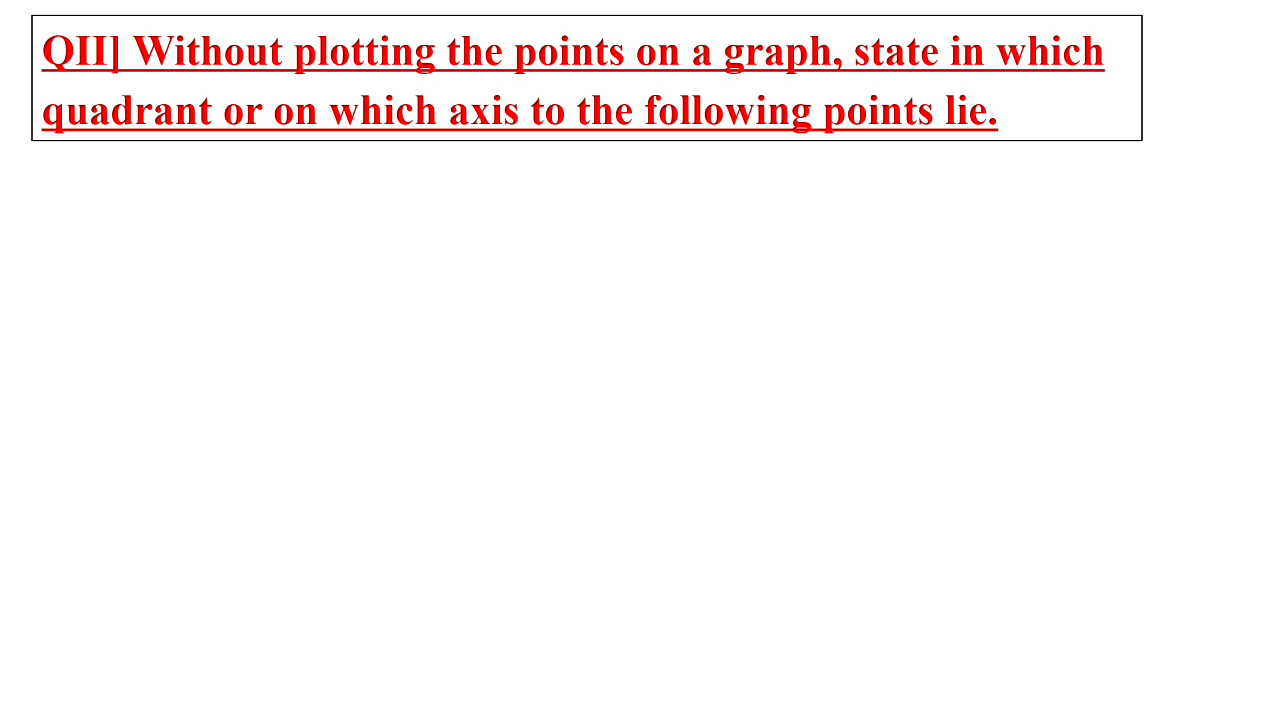 QII] Without plotting the points on a graph, state in which
quadrant or on which axis to the following points lie.